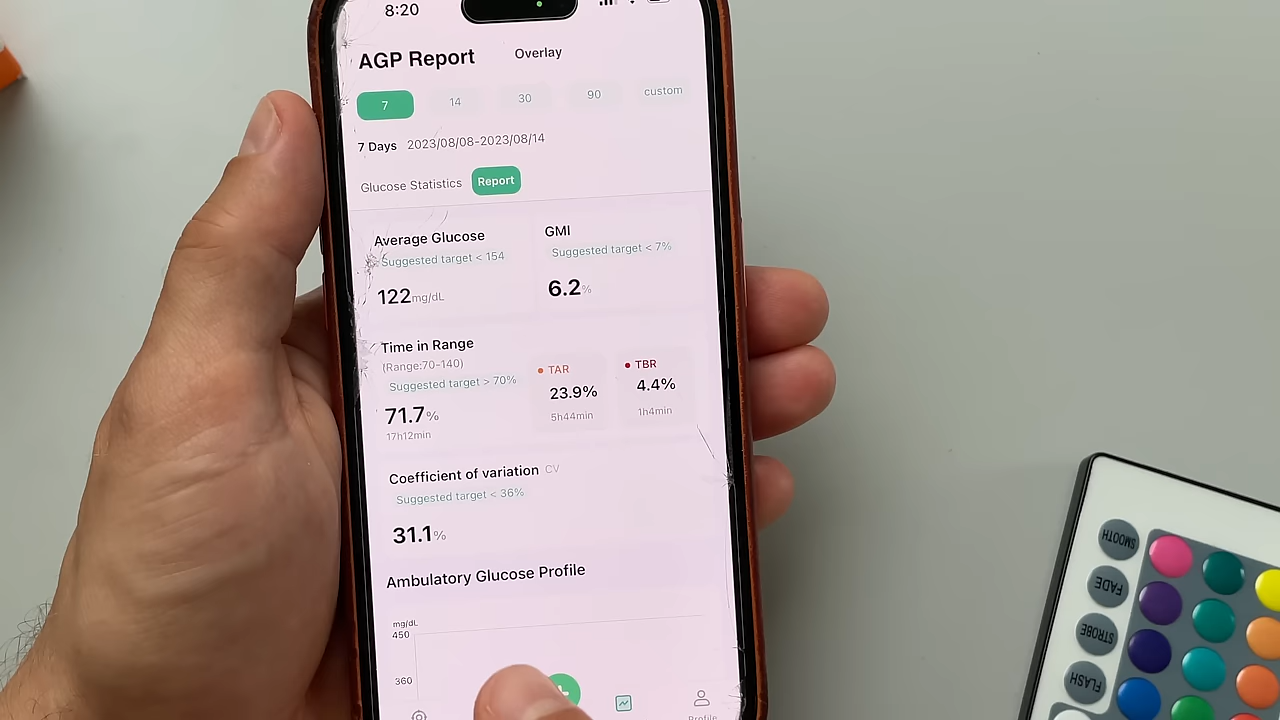 8:20
AGP Report Overlay
7 14 30 90 custom
7 Days 2023/08/08-2023/08/14
Glucose Statistics Report
Average Glucose
Suggested target < 154
122 mg/dL
GMI
Suggested target < 7%
6.2%
Time in Range
(Range:70-140)
Suggested target > 70%
71.7%
17h12min
TAR
23.9%
5h44min
TBR
4.4%
1h4min
Coefficient of variation CV
Suggested target < 36%
31.1%
Ambulatory Glucose Profile
mg/dL
450
360
Profile
SMOOTH
FADE
STROBE
FLASH